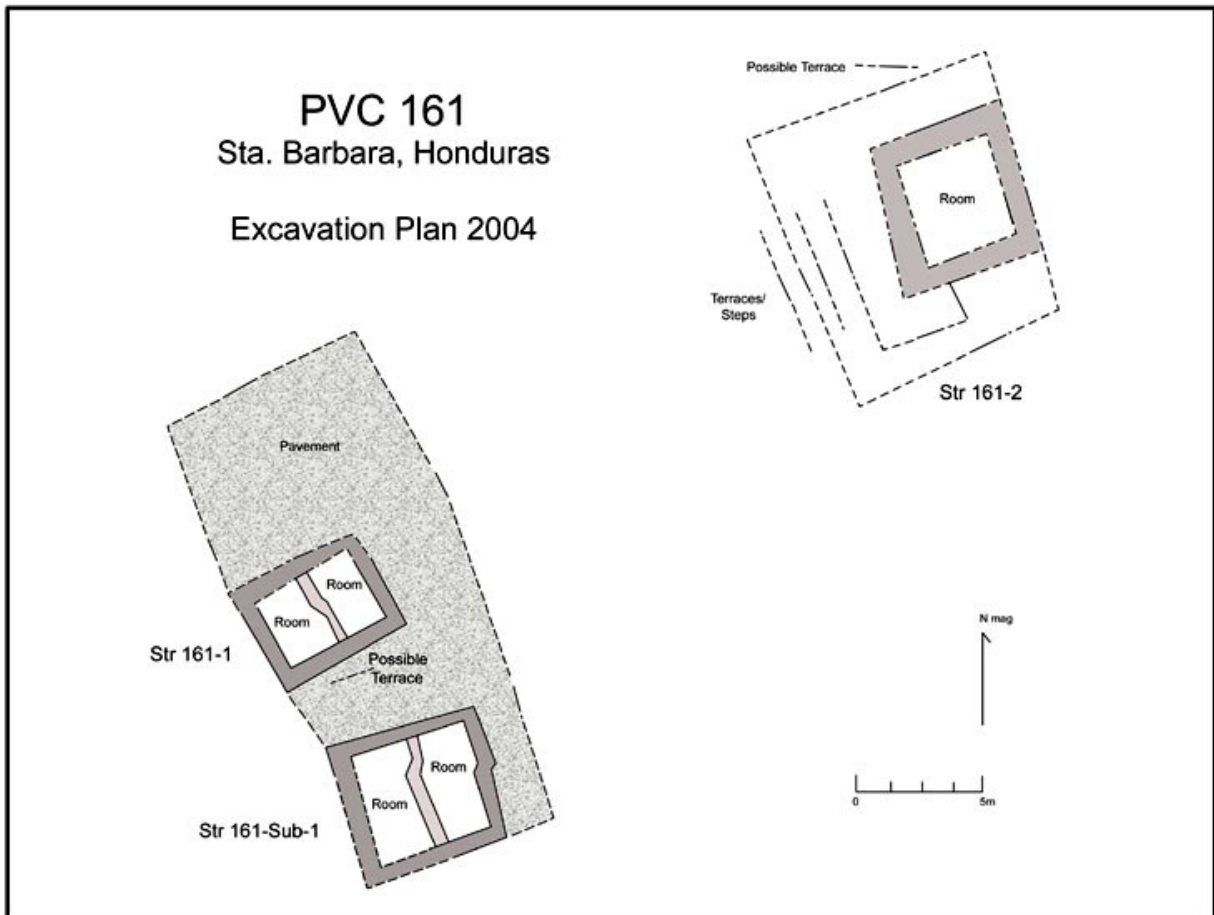 PVC 161
Sta. Barbara, Honduras
Excavation Plan 2004
Possible Terrace
Room
Terraces/
Steps
Str 161-2
Pavement
Room
Room
Str 161-1
Possible
Terrace
N mag
Room
Room
Str 161-Sub-1
0
5m